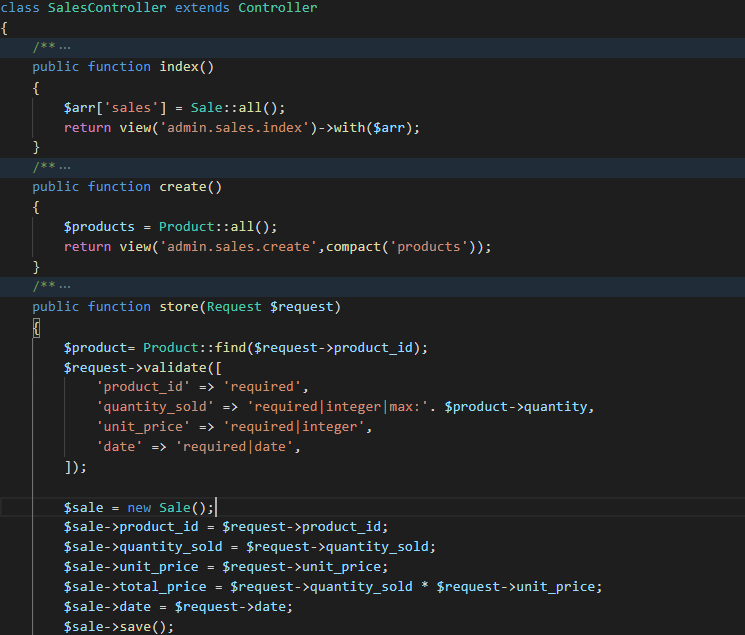 class SalesController extends Controller
{
    /** ...
    public function index()
    {
        $arr['sales'] = Sale::all();
        return view('admin.sales.index')->with($arr);
    }
    /** ...
    public function create()
    {
        $products = Product::all();
        return view('admin.sales.create',compact('products'));
    }
    /** ...
    public function store(Request $request)
    {
        $product= Product::find($request->product_id);
        $request->validate([
            'product_id' => 'required',
            'quantity_sold' => 'required|integer|max:'. $product->quantity,
            'unit_price' => 'required|integer',
            'date' => 'required|date',
        ]);

        $sale = new Sale();
        $sale->product_id = $request->product_id;
        $sale->quantity_sold = $request->quantity_sold;
        $sale->unit_price = $request->unit_price;
        $sale->total_price = $request->quantity_sold * $request->unit_price;
        $sale->date = $request->date;
        $sale->save();